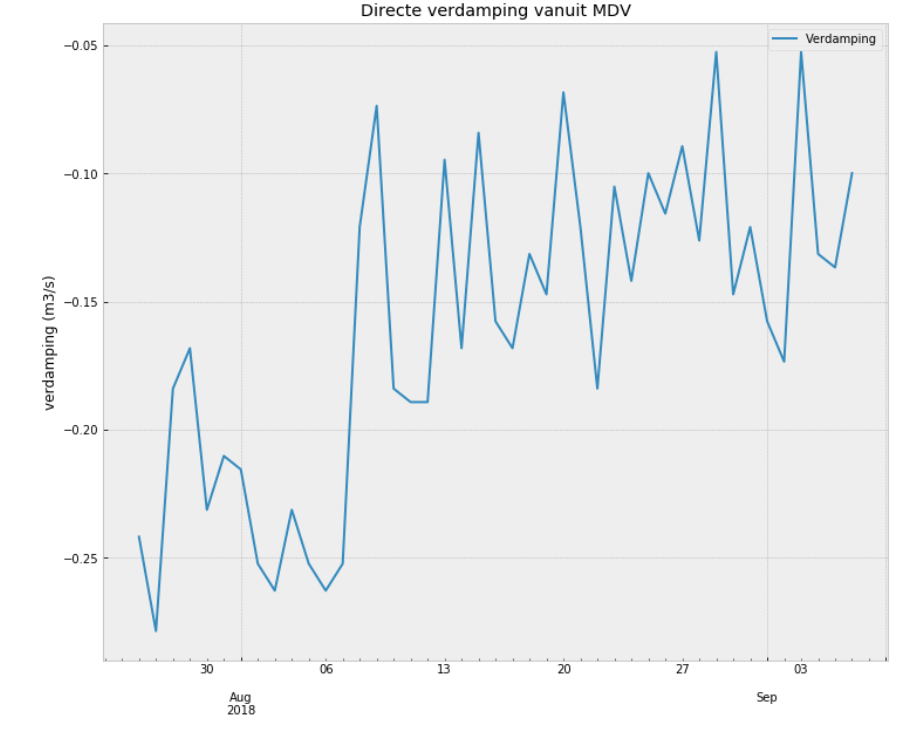 Directe verdamping vanuit MDV
Verdamping
verdamping (m3/s)
−0.05
−0.10
−0.15
−0.20
−0.25
30 06 13 20 27 03
Aug Sep
2018